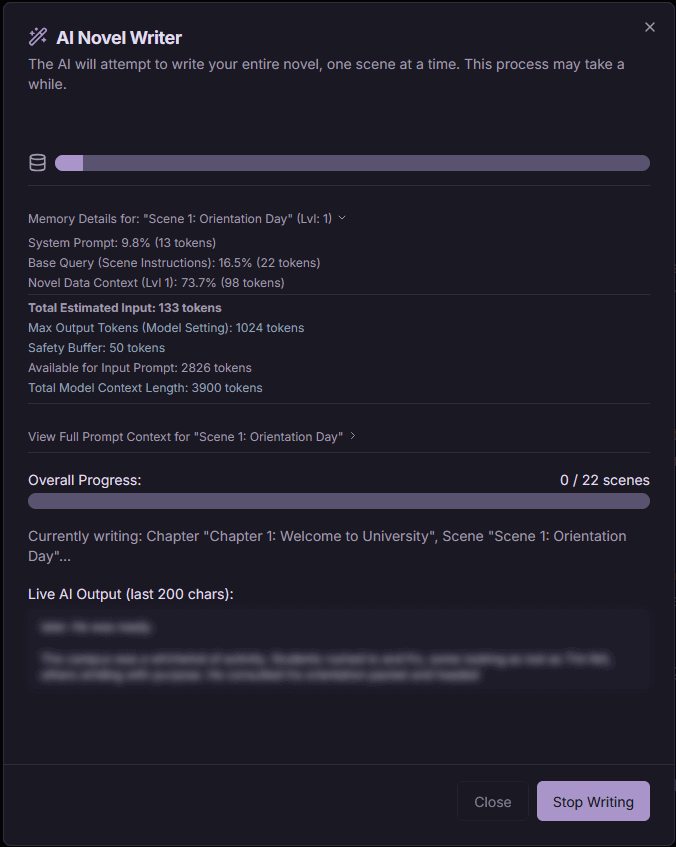 AI Novel Writer
The AI will attempt to write your entire novel, one scene at a time. This process may take a
while.
Memory Details for: "Scene 1: Orientation Day" (Lvl: 1)
System Prompt: 9.8% (13 tokens)
Base Query (Scene Instructions): 16.5% (22 tokens)
Novel Data Context (Lvl 1): 73.7% (98 tokens)
Total Estimated Input: 133 tokens
Max Output Tokens (Model Setting): 1024 tokens
Safety Buffer: 50 tokens
Available for Input Prompt: 2826 tokens
Total Model Context Length: 3900 tokens
View Full Prompt Context for "Scene 1: Orientation Day"
Overall Progress: 0 / 22 scenes
Currently writing: Chapter "Chapter 1: Welcome to University", Scene "Scene 1: Orientation
Day"...
Live AI Output (last 200 chars):
Close Stop Writing